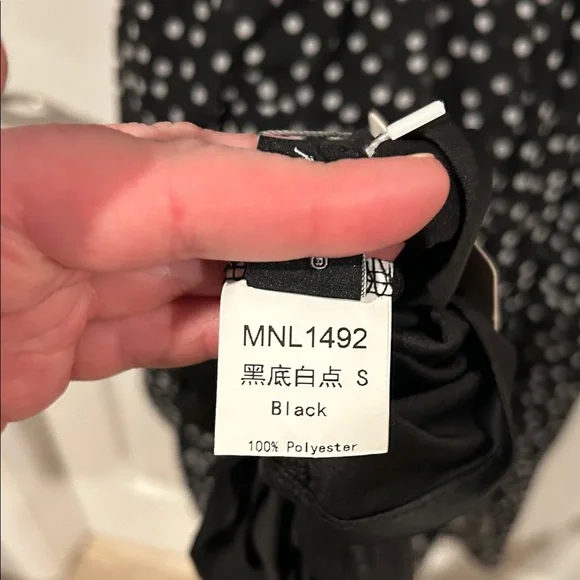 MNL1492
黑底白点 S
Black
100% Polyester